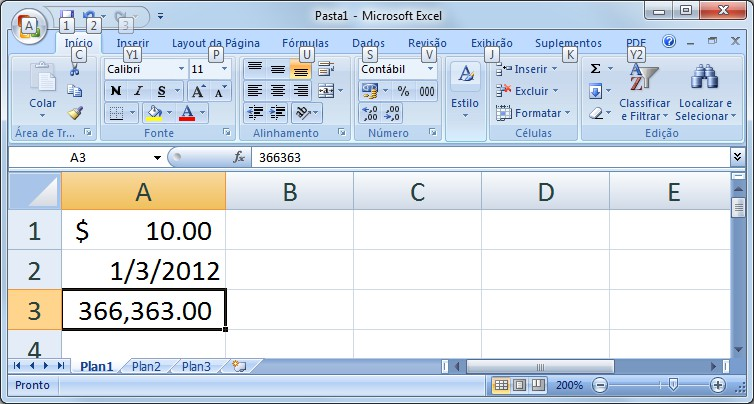 Pasta1 - Microsoft Excel
1 2 3
A
Início Inserir Layout da Página Fórmulas Dados Revisão Exibição Suplementos PDF
C Y1 P U S V J K Y2
Colar
Área de Tr...
Calibri 11
N I S A
Fonte
Alinhamento
Contábil
% 000
,00 ,0
Número
Estilo
Inserir
Excluir
Formatar
Células
Σ
Classificar e Filtrar
Localizar e Selecionar
Edição
A3 fx 366363
A B C D E
1 $ 10.00
2 1/3/2012
3 366,363.00
4
Plan1 Plan2 Plan3
Pronto 200%